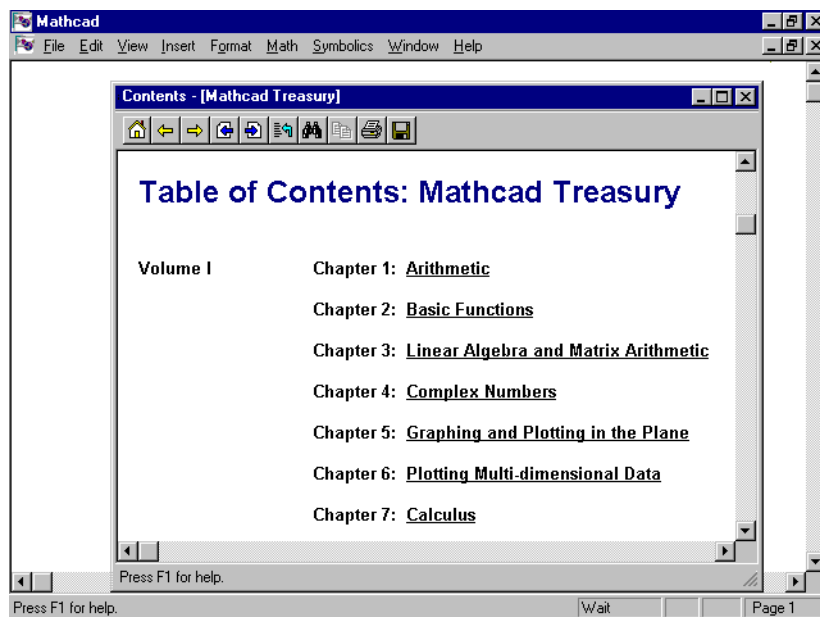 Mathcad
File Edit View Insert Format Math Symbolics Window Help
Contents - [Mathcad Treasury]
Table of Contents: Mathcad Treasury
Volume I Chapter 1: Arithmetic
Chapter 2: Basic Functions
Chapter 3: Linear Algebra and Matrix Arithmetic
Chapter 4: Complex Numbers
Chapter 5: Graphing and Plotting in the Plane
Chapter 6: Plotting Multi-dimensional Data
Chapter 7: Calculus
Press F1 for help.
Press F1 for help. Wait Page 1